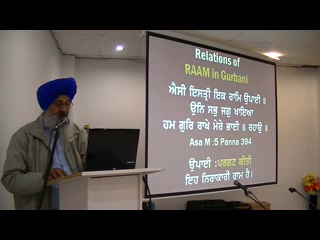 Relations of
RAAM in Gurbani
ਐਸੀ ਇਸਤ੍ਰੀ ਇਕ ਰਾਮਿ ਉਪਾਈ ॥
ਉਨਿ ਸਭੁ ਜਗੁ ਖਾਇਆ
ਹਮ ਗੁਰਿ ਰਾਖੇ ਮੇਰੇ ਭਾਈ ॥ ਰਹਾਉ ॥
Asa M :5 Panna 394
ਉਪਾਈ :ਪਰਗਟ ਕੀਤੀ
ਇਹ ਨਿਰਾਕਾਰੀ ਰਾਮ ਹੈ।